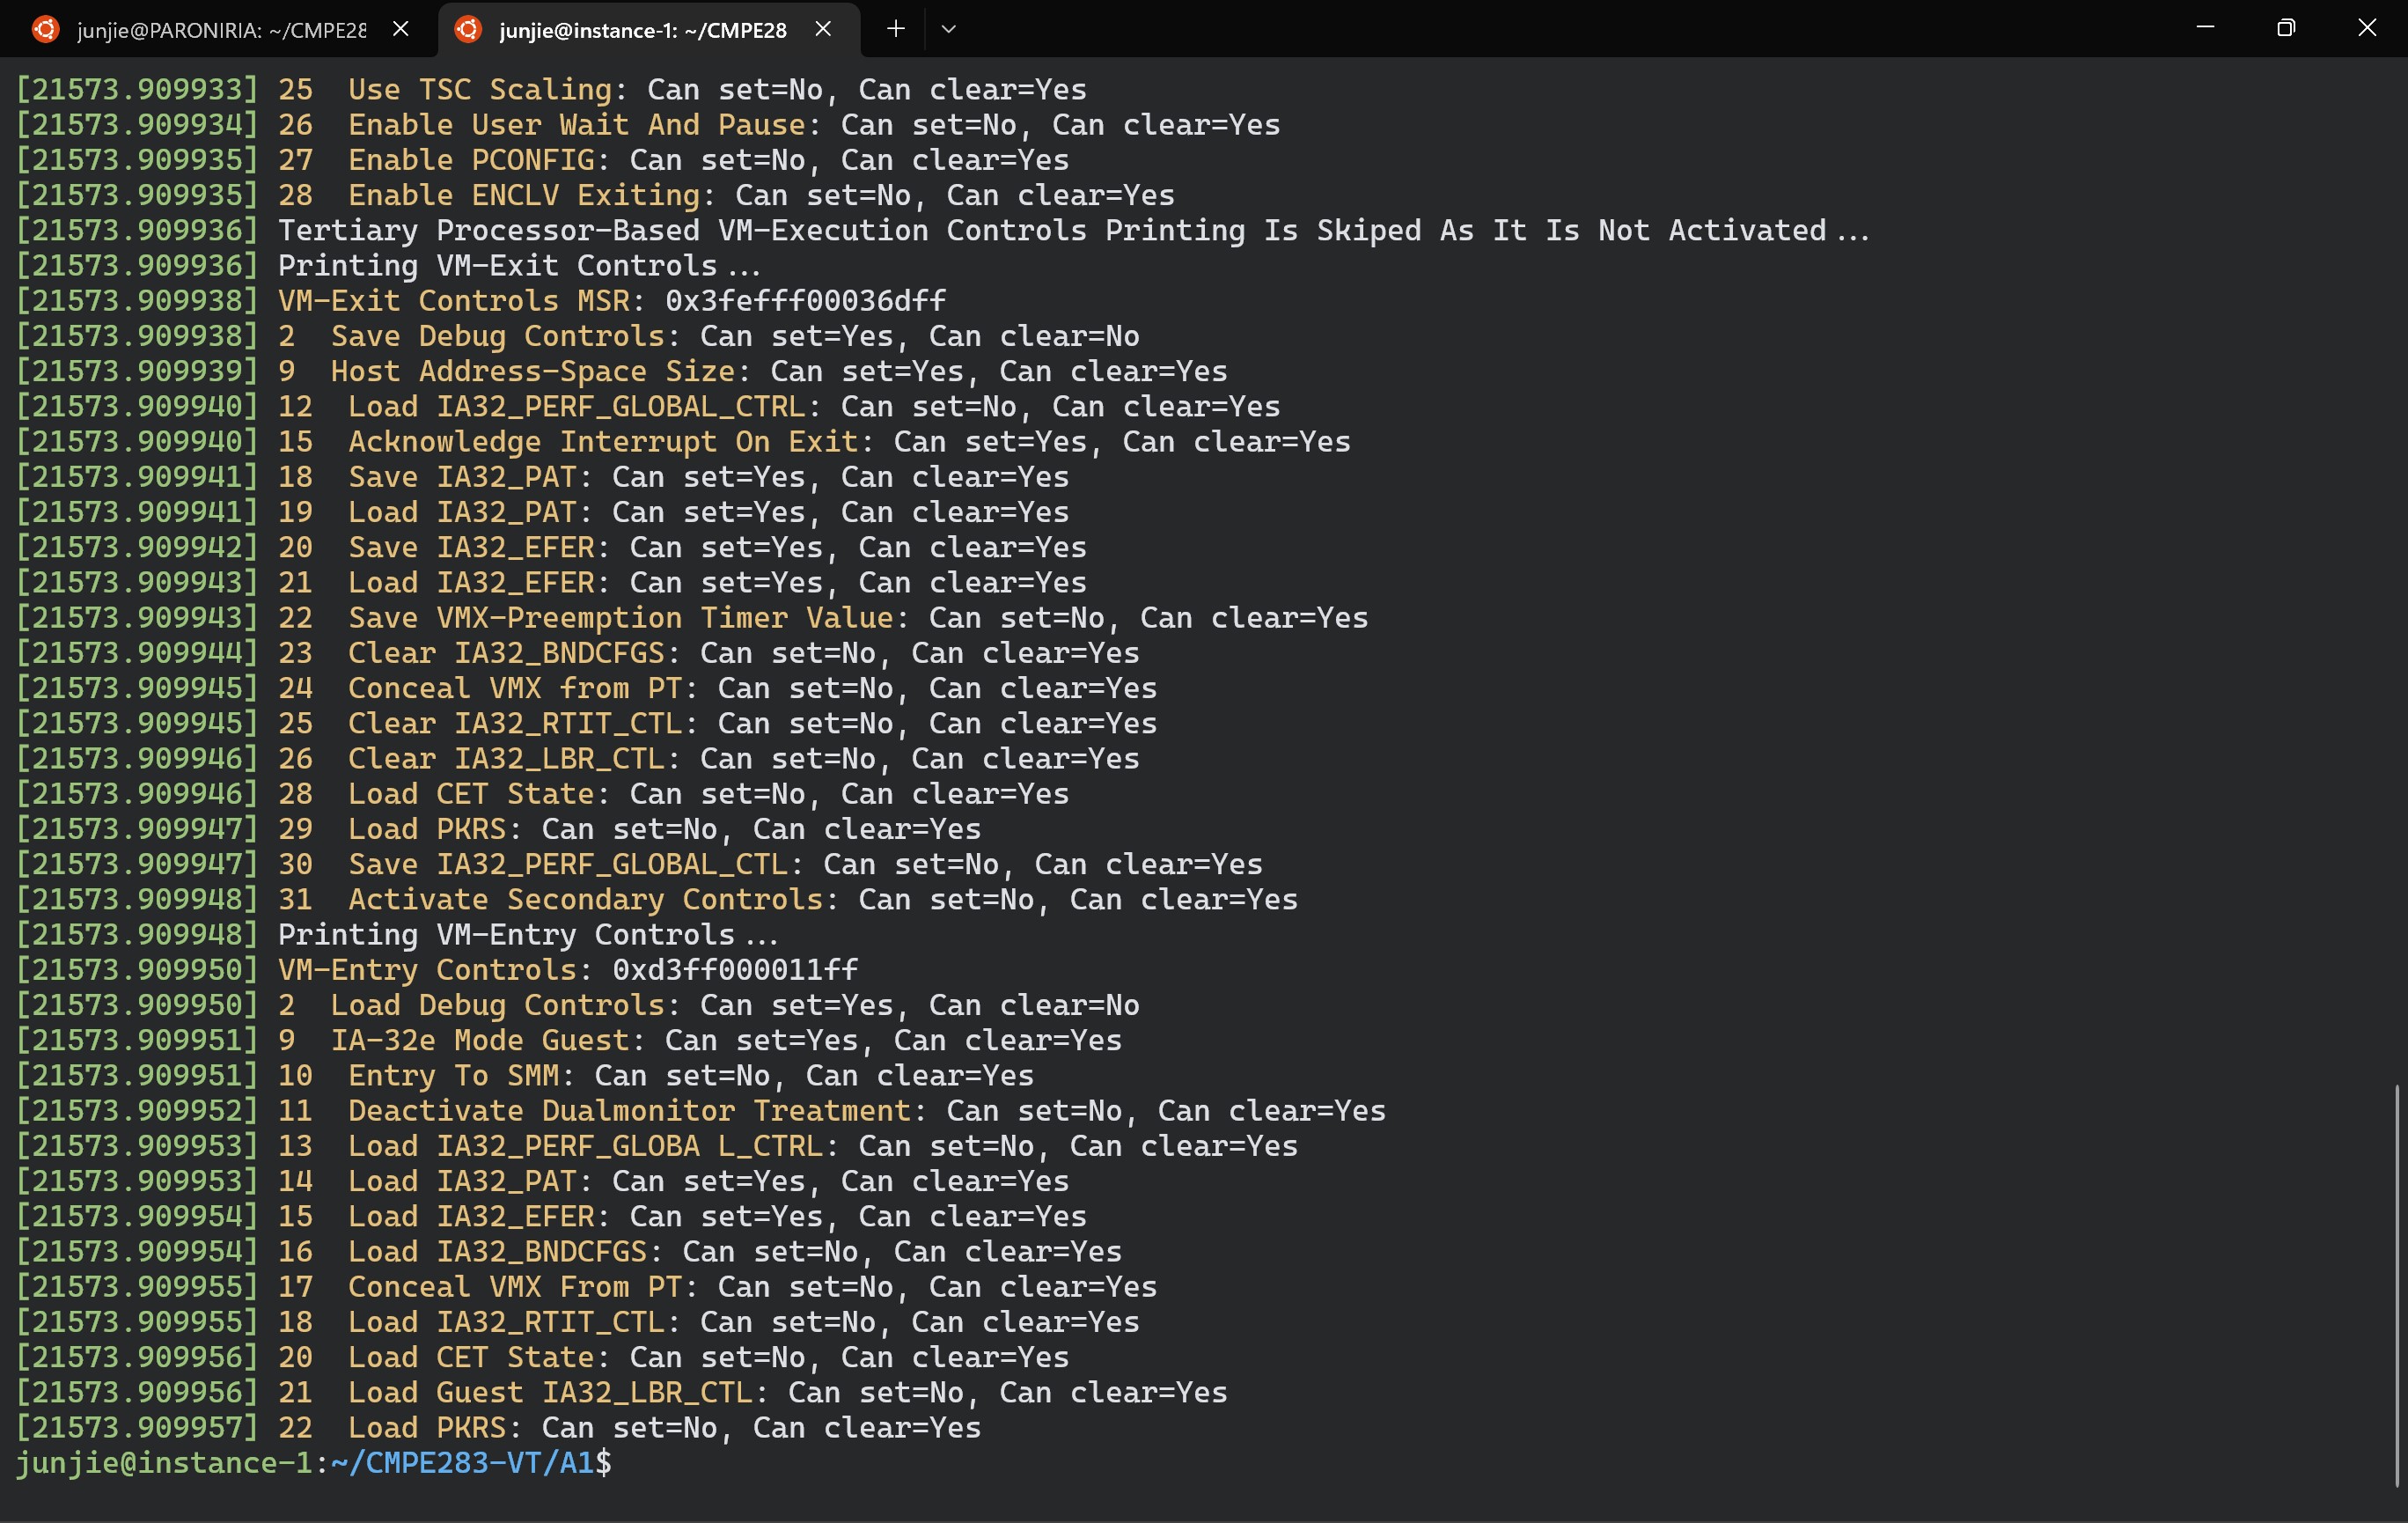 junjie@PARONIRIA: ~/CMPE28
junjie@instance-1: ~/CMPE28
[21573.909933] 25  Use TSC Scaling: Can set=No, Can clear=Yes
[21573.909934] 26  Enable User Wait And Pause: Can set=No, Can clear=Yes
[21573.909935] 27  Enable PCONFIG: Can set=No, Can clear=Yes
[21573.909935] 28  Enable ENCLV Exiting: Can set=No, Can clear=Yes
[21573.909936] Tertiary Processor-Based VM-Execution Controls Printing Is Skiped As It Is Not Activated...
[21573.909936] Printing VM-Exit Controls...
[21573.909938] VM-Exit Controls MSR: 0x3fefff00036dff
[21573.909938] 2  Save Debug Controls: Can set=Yes, Can clear=No
[21573.909939] 9  Host Address-Space Size: Can set=Yes, Can clear=Yes
[21573.909940] 12  Load IA32_PERF_GLOBAL_CTRL: Can set=No, Can clear=Yes
[21573.909940] 15  Acknowledge Interrupt On Exit: Can set=Yes, Can clear=Yes
[21573.909941] 18  Save IA32_PAT: Can set=Yes, Can clear=Yes
[21573.909941] 19  Load IA32_PAT: Can set=Yes, Can clear=Yes
[21573.909942] 20  Save IA32_EFER: Can set=Yes, Can clear=Yes
[21573.909943] 21  Load IA32_EFER: Can set=Yes, Can clear=Yes
[21573.909943] 22  Save VMX-Preemption Timer Value: Can set=No, Can clear=Yes
[21573.909944] 23  Clear IA32_BNDCFGS: Can set=No, Can clear=Yes
[21573.909945] 24  Conceal VMX from PT: Can set=No, Can clear=Yes
[21573.909945] 25  Clear IA32_RTIT_CTL: Can set=No, Can clear=Yes
[21573.909946] 26  Clear IA32_LBR_CTL: Can set=No, Can clear=Yes
[21573.909946] 28  Load CET State: Can set=No, Can clear=Yes
[21573.909947] 29  Load PKRS: Can set=No, Can clear=Yes
[21573.909947] 30  Save IA32_PERF_GLOBAL_CTL: Can set=No, Can clear=Yes
[21573.909948] 31  Activate Secondary Controls: Can set=No, Can clear=Yes
[21573.909948] Printing VM-Entry Controls...
[21573.909950] VM-Entry Controls: 0xd3ff000011ff
[21573.909950] 2  Load Debug Controls: Can set=Yes, Can clear=No
[21573.909951] 9  IA-32e Mode Guest: Can set=Yes, Can clear=Yes
[21573.909951] 10  Entry To SMM: Can set=No, Can clear=Yes
[21573.909952] 11  Deactivate Dualmonitor Treatment: Can set=No, Can clear=Yes
[21573.909953] 13  Load IA32_PERF_GLOBA L_CTRL: Can set=No, Can clear=Yes
[21573.909953] 14  Load IA32_PAT: Can set=Yes, Can clear=Yes
[21573.909954] 15  Load IA32_EFER: Can set=Yes, Can clear=Yes
[21573.909954] 16  Load IA32_BNDCFGS: Can set=No, Can clear=Yes
[21573.909955] 17  Conceal VMX From PT: Can set=No, Can clear=Yes
[21573.909955] 18  Load IA32_RTIT_CTL: Can set=No, Can clear=Yes
[21573.909956] 20  Load CET State: Can set=No, Can clear=Yes
[21573.909956] 21  Load Guest IA32_LBR_CTL: Can set=No, Can clear=Yes
[21573.909957] 22  Load PKRS: Can set=No, Can clear=Yes
junjie@instance-1:~/CMPE283-VT/A1$